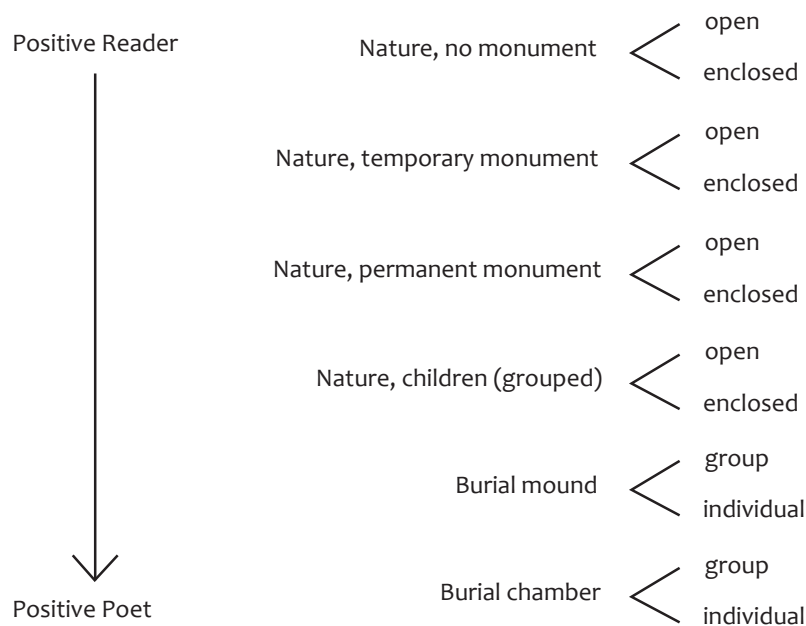 Positive Reader
Nature, no monument
open
enclosed
Nature, temporary monument
open
enclosed
Nature, permanent monument
open
enclosed
Nature, children (grouped)
open
enclosed
Burial mound
group
individual
Burial chamber
group
individual
Positive Poet